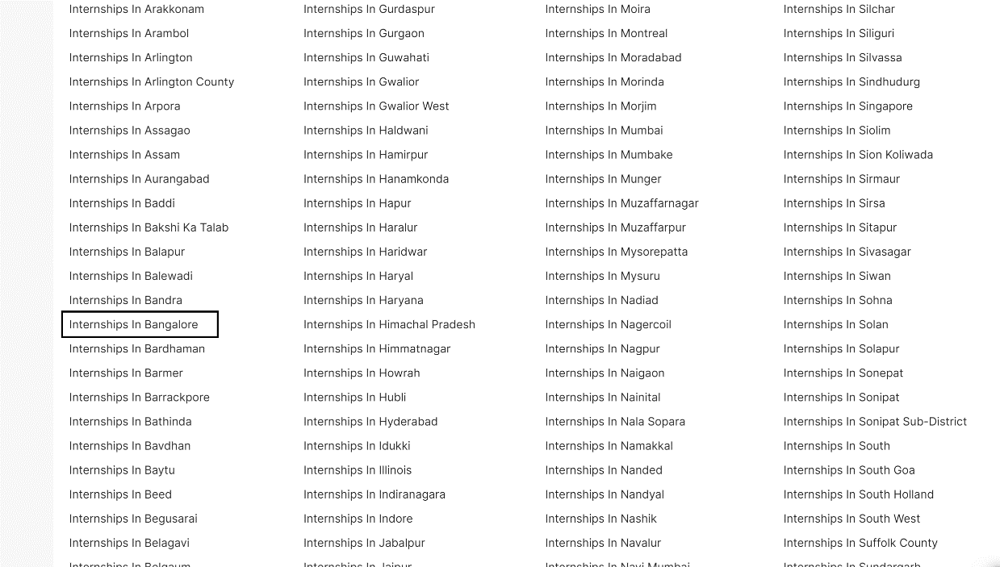 Internships In Arakkonam
Internships In Arambol
Internships In Arlington
Internships In Arlington County
Internships In Arpora
Internships In Assagao
Internships In Assam
Internships In Aurangabad
Internships In Baddi
Internships In Bakshi Ka Talab
Internships In Balapur
Internships In Balewadi
Internships In Bandra
Internships In Bangalore
Internships In Bardhaman
Internships In Barmer
Internships In Barrackpore
Internships In Bathinda
Internships In Bavdhan
Internships In Baytu
Internships In Beed
Internships In Begusarai
Internships In Belagavi
Internships In Belgaum
Internships In Gurdaspur
Internships In Gurgaon
Internships In Guwahati
Internships In Gwalior
Internships In Gwalior West
Internships In Haldwani
Internships In Hamirpur
Internships In Hanamkonda
Internships In Hapur
Internships In Haralur
Internships In Haridwar
Internships In Haryal
Internships In Haryana
Internships In Himachal Pradesh
Internships In Himmatnagar
Internships In Howrah
Internships In Hubli
Internships In Hyderabad
Internships In Idukki
Internships In Illinois
Internships In Indiranagara
Internships In Indore
Internships In Jabalpur
Internships In Jaipur
Internships In Moira
Internships In Montreal
Internships In Moradabad
Internships In Morinda
Internships In Morjim
Internships In Mumbai
Internships In Mumbake
Internships In Munger
Internships In Muzaffarnagar
Internships In Muzaffarpur
Internships In Mysorepatta
Internships In Mysuru
Internships In Nadiad
Internships In Nagercoil
Internships In Nagpur
Internships In Naigaon
Internships In Nainital
Internships In Nala Sopara
Internships In Namakkal
Internships In Nanded
Internships In Nandyal
Internships In Nashik
Internships In Navalur
Internships In Navi Mumbai
Internships In Silchar
Internships In Siliguri
Internships In Silvassa
Internships In Sindhudurg
Internships In Singapore
Internships In Siolim
Internships In Sion Koliwada
Internships In Sirmaur
Internships In Sirsa
Internships In Sitapur
Internships In Sivasagar
Internships In Siwan
Internships In Sohna
Internships In Solan
Internships In Solapur
Internships In Sonepat
Internships In Sonipat
Internships In Sonipat Sub-District
Internships In South
Internships In South Goa
Internships In South Holland
Internships In South West
Internships In Suffolk County
Internships In Sundargarh